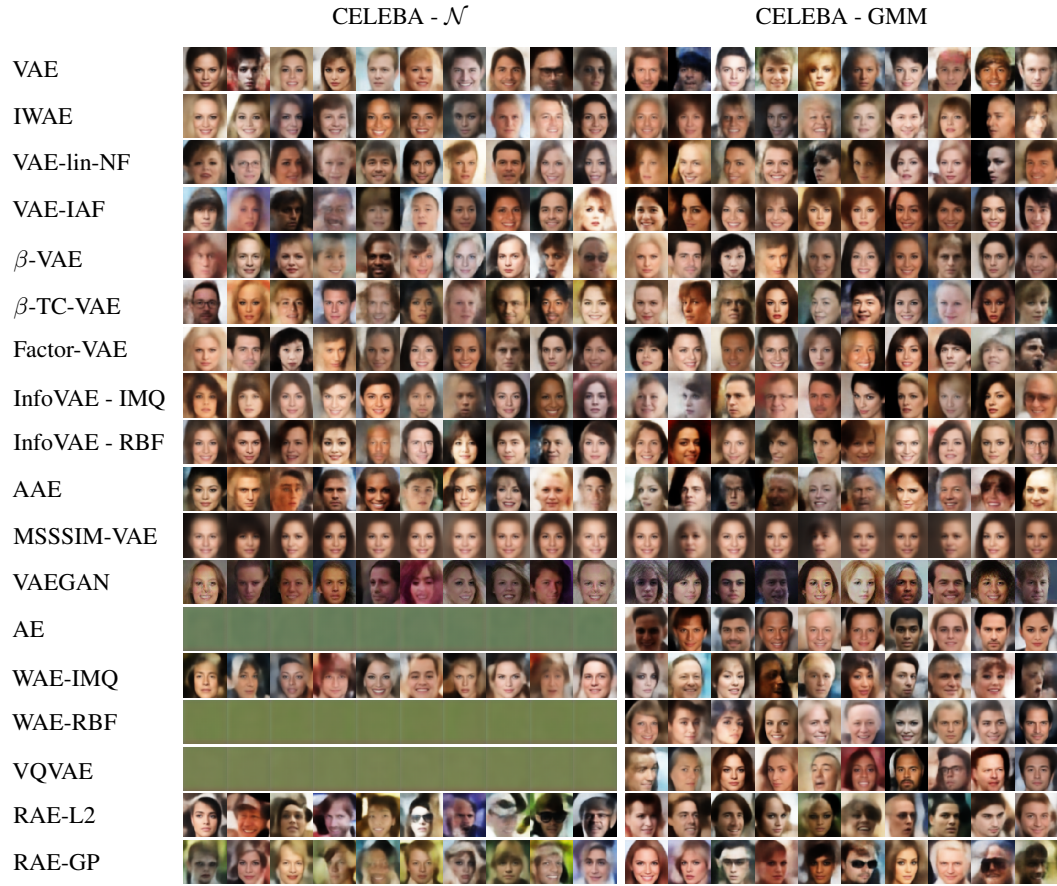 CELEBA - 𝒩 CELEBA - GMM
VAE
IWAE
VAE-lin-NF
VAE-IAF
β-VAE
β-TC-VAE
Factor-VAE
InfoVAE - IMQ
InfoVAE - RBF
AAE
MSSSIM-VAE
VAEGAN
AE
WAE-IMQ
WAE-RBF
VQVAE
RAE-L2
RAE-GP